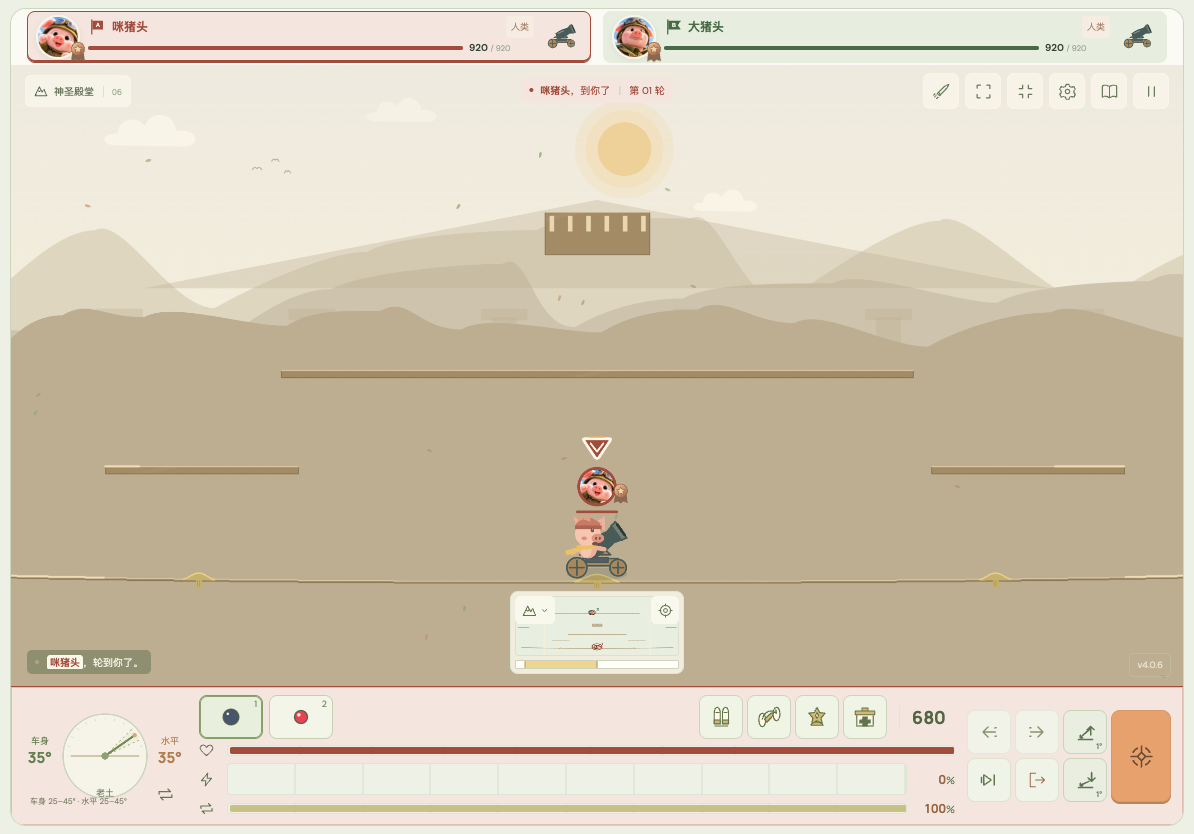 A 咪猪头 人类
920 / 920
B 大猪头 人类
920 / 920
神圣殿堂 06
咪猪头，到你了 第 01 轮
咪猪头，轮到你了。
v4.0.6
1
2
680
车身
35°
水平
35°
老土
车身 25–45° · 水平 25–45°
0%
100%
1°
1°